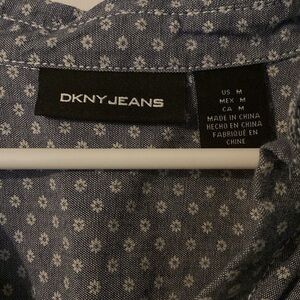 DKNY JEANS
US M
MEX M
CA M
MADE IN CHINA
HECHO EN CHINA
FABRIQUÉ EN
CHINE